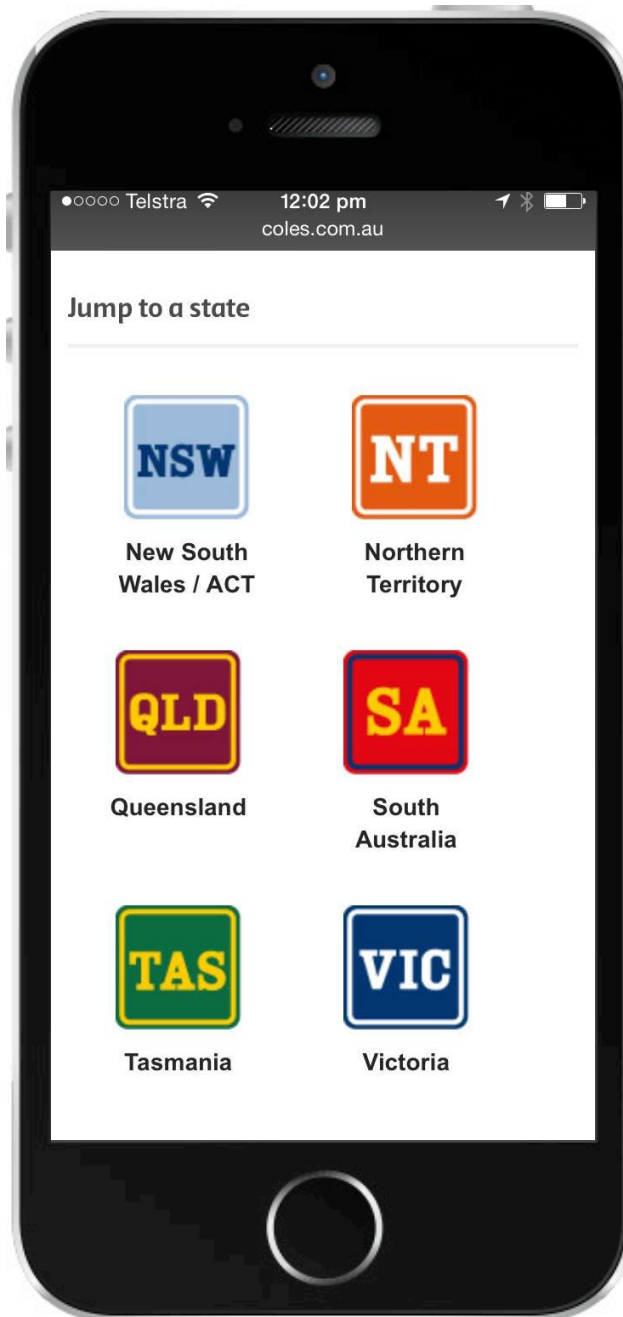 Telstra 12:02 pm
coles.com.au
Jump to a state
NSW NT
New South Northern
Wales / ACT Territory
QLD SA
Queensland South
Australia
TAS VIC
Tasmania Victoria